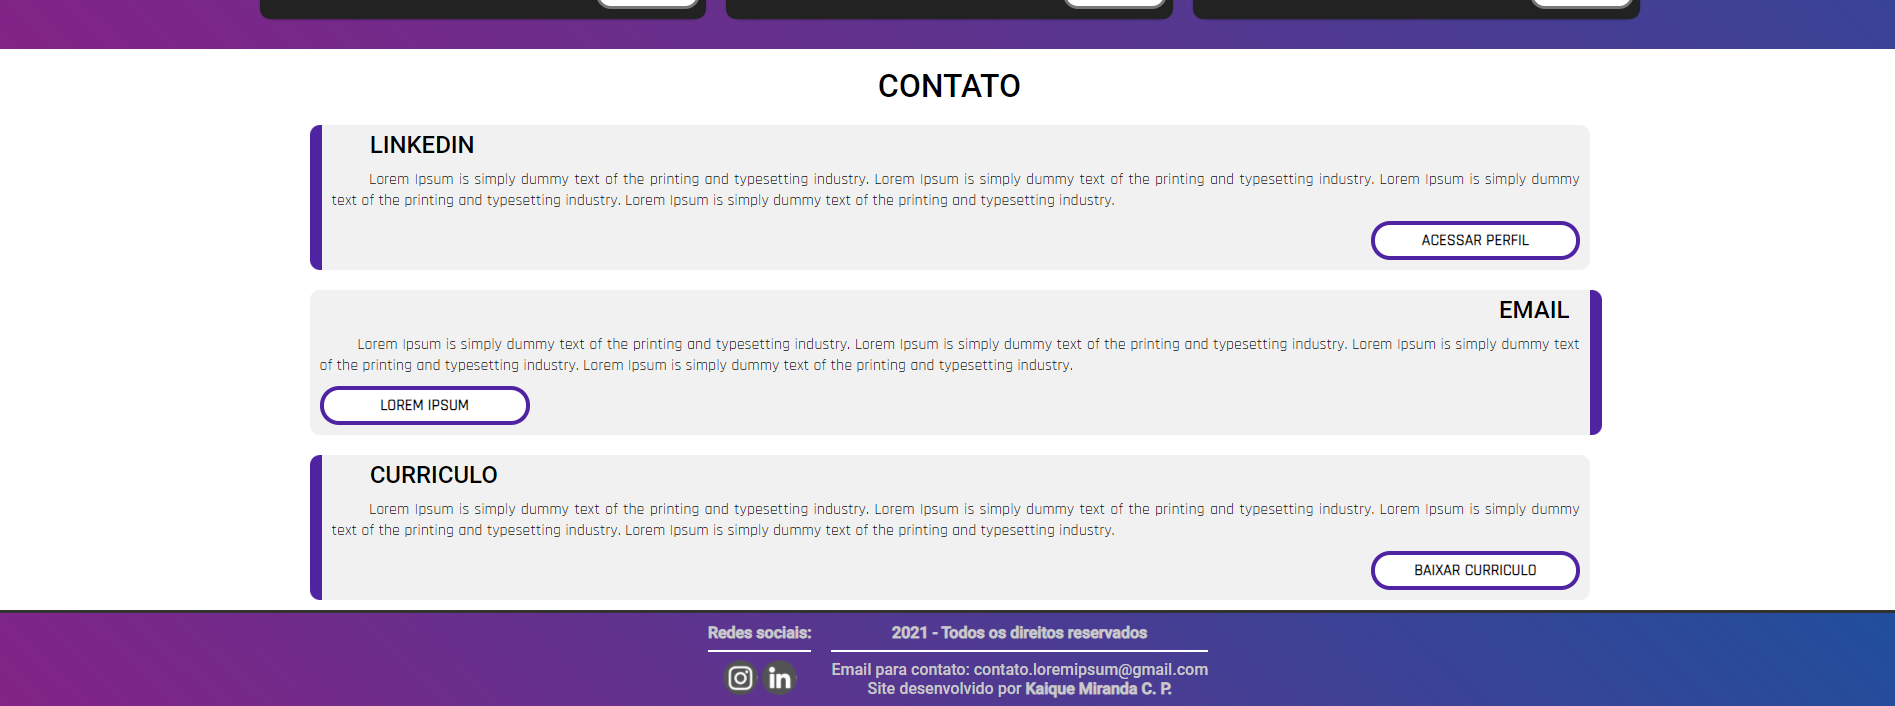 CONTATO
LINKEDIN
Lorem Ipsum is simply dummy text of the printing and typesetting industry. Lorem Ipsum is simply dummy text of the printing and typesetting industry. Lorem Ipsum is simply dummy
text of the printing and typesetting industry. Lorem Ipsum is simply dummy text of the printing and typesetting industry.
ACESSAR PERFIL
EMAIL
Lorem Ipsum is simply dummy text of the printing and typesetting industry. Lorem Ipsum is simply dummy text of the printing and typesetting industry. Lorem Ipsum is simply dummy text
of the printing and typesetting industry. Lorem Ipsum is simply dummy text of the printing and typesetting industry.
LOREM IPSUM
CURRICULO
Lorem Ipsum is simply dummy text of the printing and typesetting industry. Lorem Ipsum is simply dummy text of the printing and typesetting industry. Lorem Ipsum is simply dummy
text of the printing and typesetting industry. Lorem Ipsum is simply dummy text of the printing and typesetting industry.
BAIXAR CURRICULO
Redes sociais:
in
2021 - Todos os direitos reservados
Email para contato: contato.loremipsum@gmail.com
Site desenvolvido por Kaique Miranda C. P.